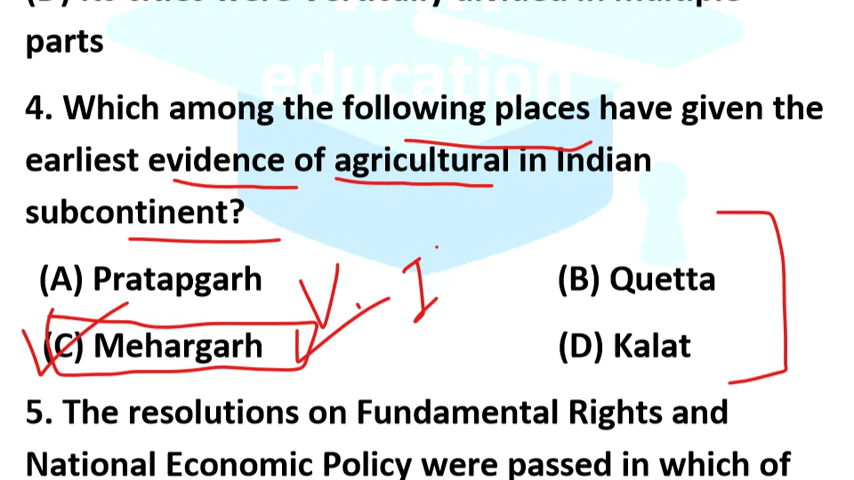 parts
education
4. Which among the following places have given the
earliest evidence of agricultural in Indian
subcontinent?
(A) Pratapgarh
V. I
(B) Quetta
(C) Mehargarh
(D) Kalat
5. The resolutions on Fundamental Rights and
National Economic Policy were passed in which of